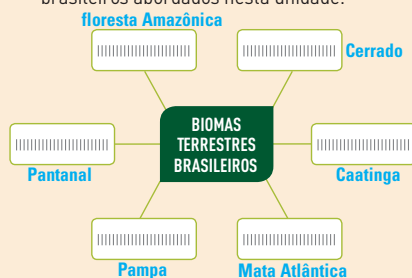 brasileiros abordados nesta unidade.
floresta Amazônica
Cerrado
BIOMAS
TERRESTRES
BRASILEIROS
Pantanal
Caatinga
Pampa
Mata Atlântica